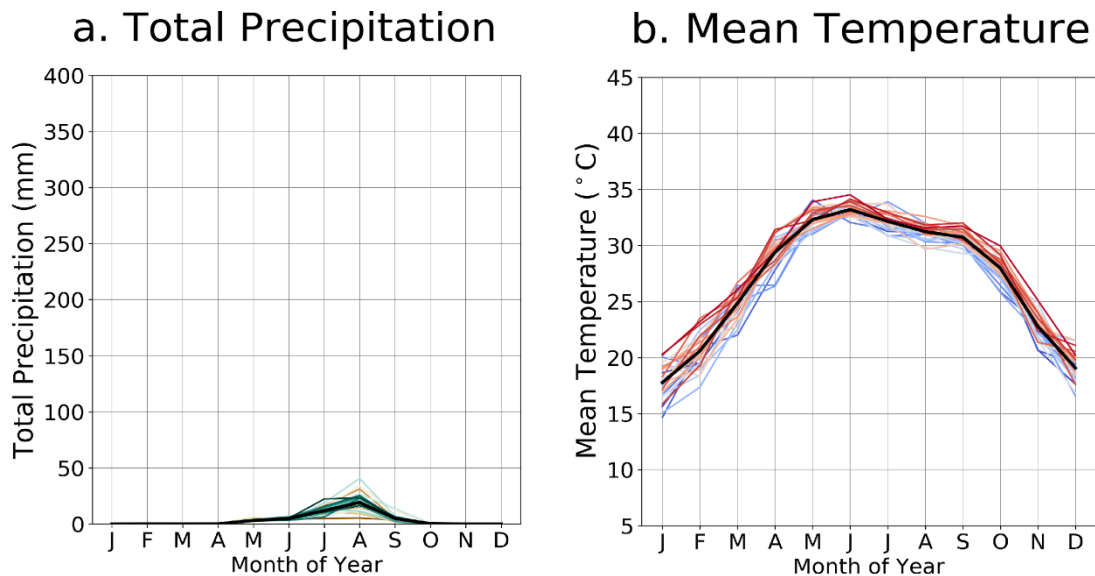 a. Total Precipitation
Total Precipitation (mm)
400
350
300
250
200
150
100
50
0
J F M A M J J A S O N D
Month of Year
b. Mean Temperature
Mean Temperature (°C)
45
40
35
30
25
20
15
10
5
J F M A M J J A S O N D
Month of Year